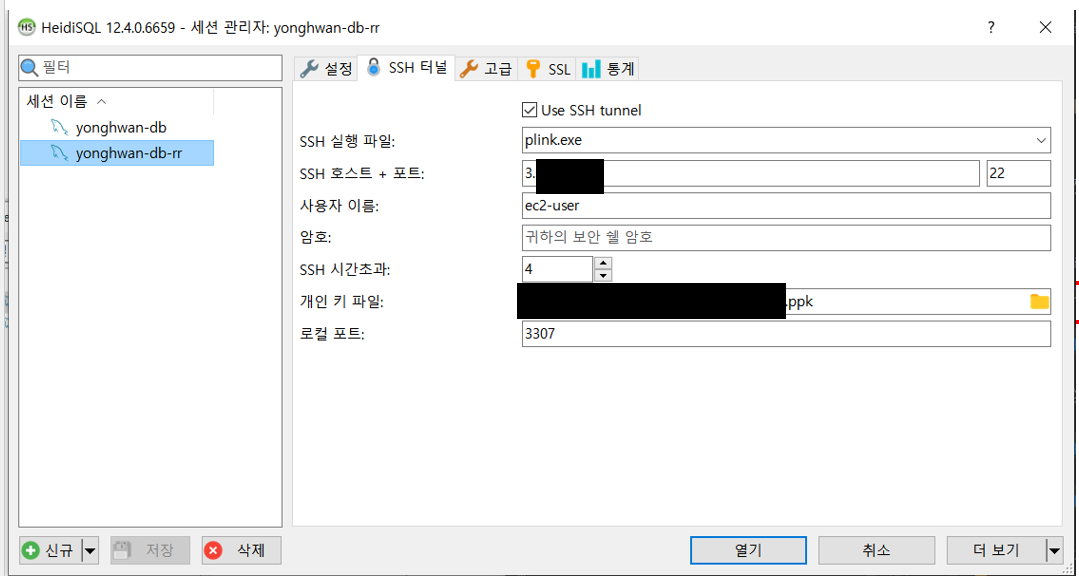 HeidiSQL 12.4.0.6659 - 세션 관리자: yonghwan-db-rr
필터
세션 이름
yonghwan-db
yonghwan-db-rr
설정 SSH 터널 고급 SSL 통계
Use SSH tunnel
SSH 실행 파일: plink.exe
SSH 호스트 + 포트: 3. 22
사용자 이름: ec2-user
암호: 귀하의 보안 쉘 암호
SSH 시간초과: 4
개인 키 파일: .ppk
로컬 포트: 3307
신규 저장 삭제 열기 취소 더 보기